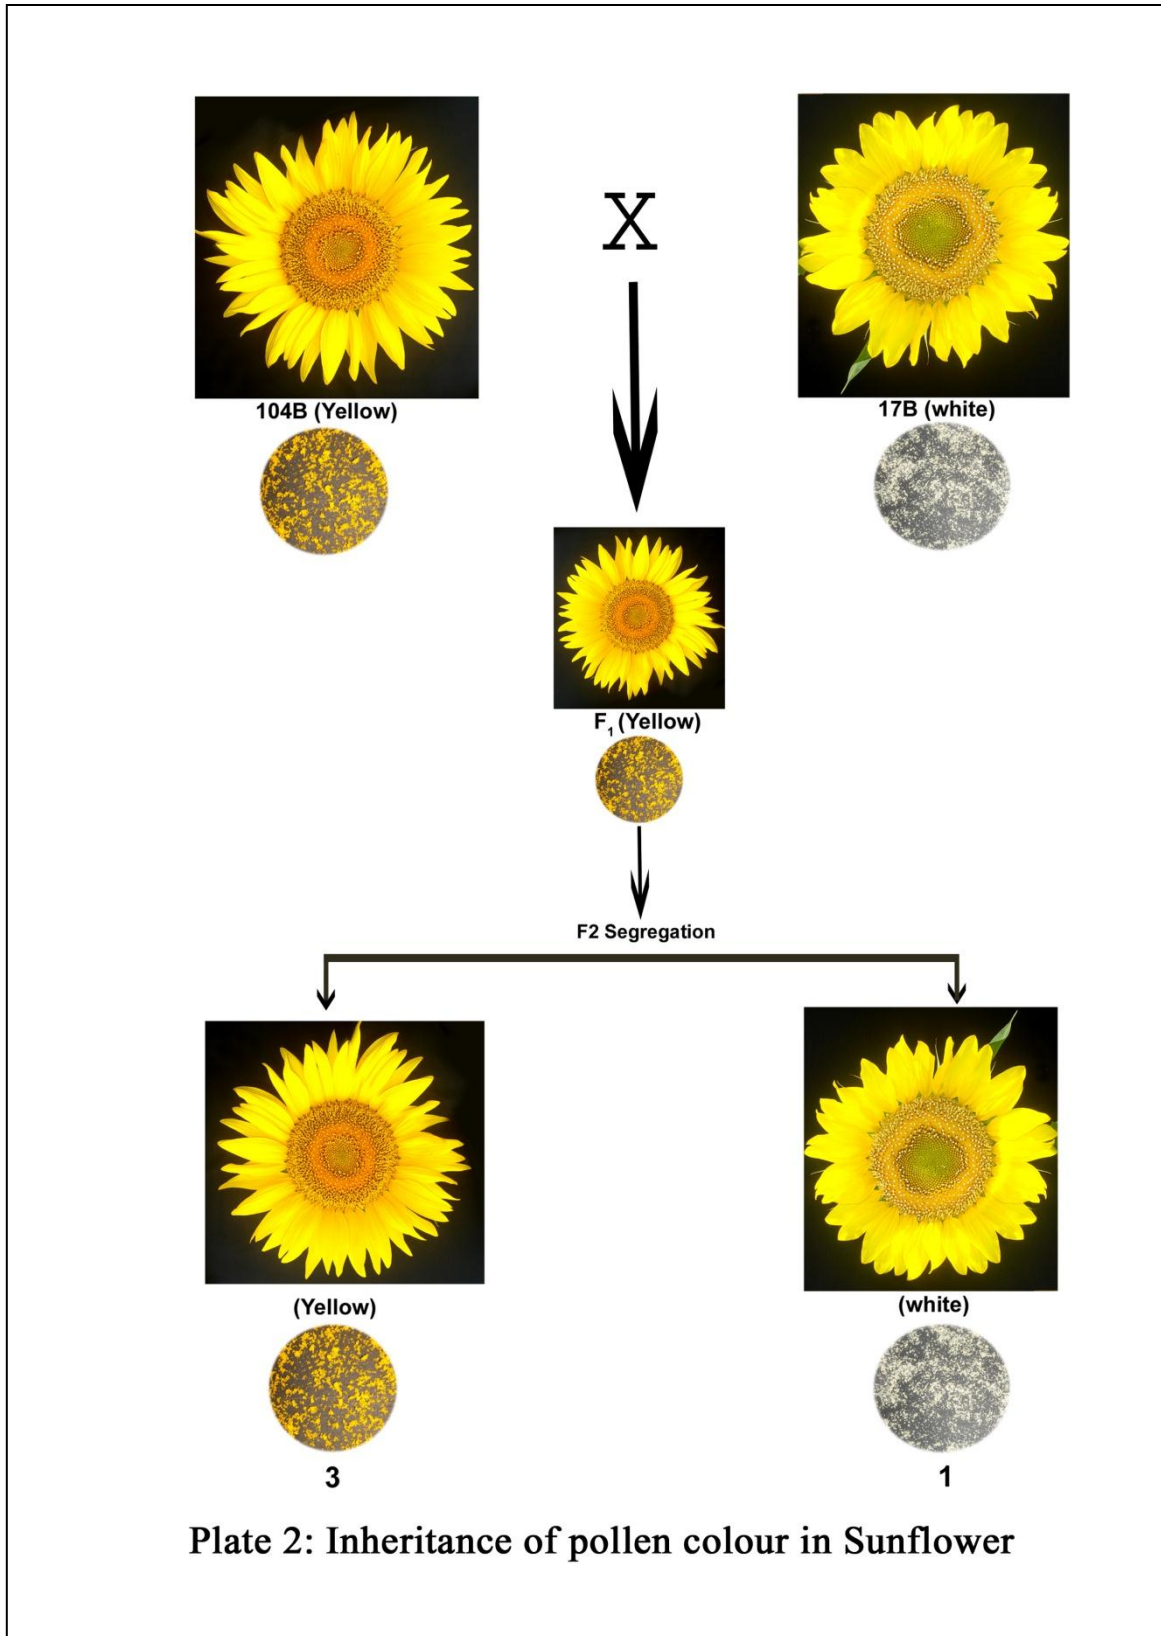 X
104B (Yellow)
17B (white)
F₁ (Yellow)
F2 Segregation
(Yellow)
(white)
3
1
Plate 2: Inheritance of pollen colour in Sunflower